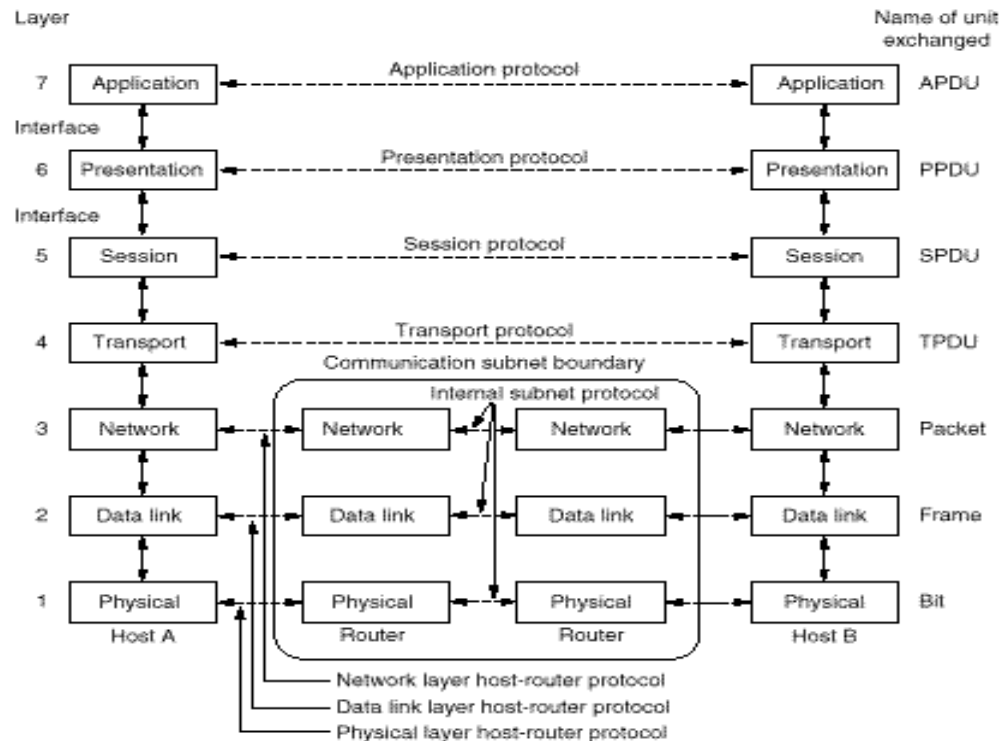 Layer
Name of unit
exchanged
Application protocol
7 Application Application APDU
Interface
Presentation protocol
6 Presentation Presentation PPDU
Interface
Session protocol
5 Session Session SPDU
Transport protocol
4 Transport Transport TPDU
Communication subnet boundary
Internal subnet protocol
3 Network Network Network Network Packet
2 Data link Data link Data link Data link Frame
1 Physical Physical Physical Physical Bit
Host A Router Router Host B
Network layer host-router protocol
Data link layer host-router protocol
Physical layer host-router protocol